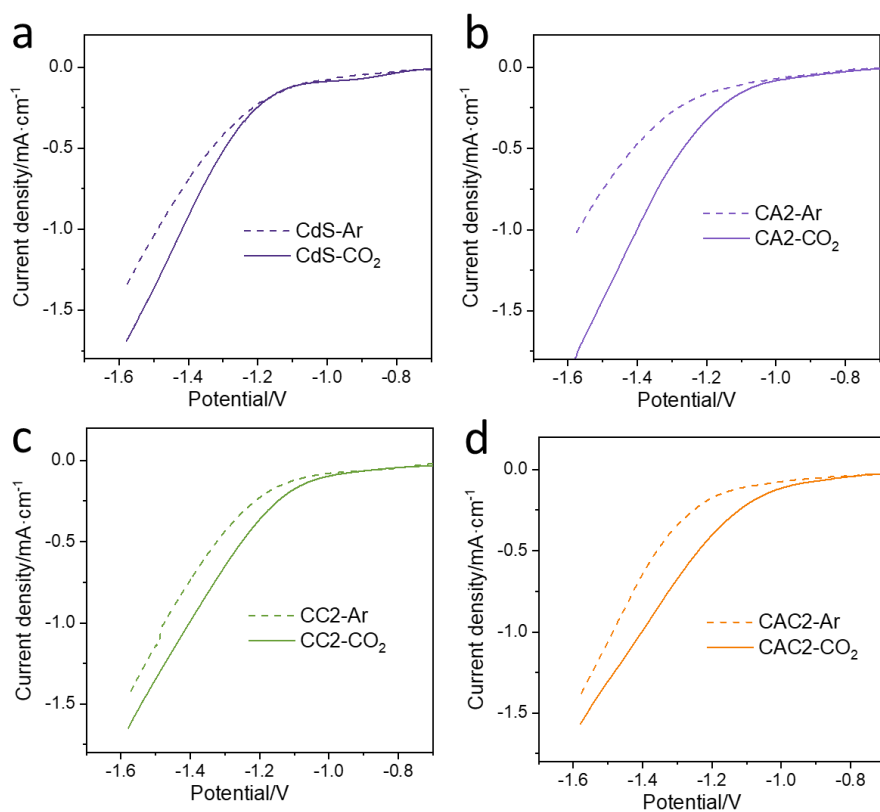 a
0.0
-0.5
-1.0
-1.5
Current density/mA·cm⁻¹
CdS-Ar
CdS-CO₂
-1.6 -1.4 -1.2 -1.0 -0.8
Potential/V
b
0.0
-0.5
-1.0
-1.5
Current density/mA·cm⁻¹
CA2-Ar
CA2-CO₂
-1.6 -1.4 -1.2 -1.0 -0.8
Potential/V
c
0.0
-0.5
-1.0
-1.5
Current density/mA·cm⁻¹
CC2-Ar
CC2-CO₂
-1.6 -1.4 -1.2 -1.0 -0.8
Potential/V
d
0.0
-0.5
-1.0
-1.5
Current density/mA·cm⁻¹
CAC2-Ar
CAC2-CO₂
-1.6 -1.4 -1.2 -1.0 -0.8
Potential/V